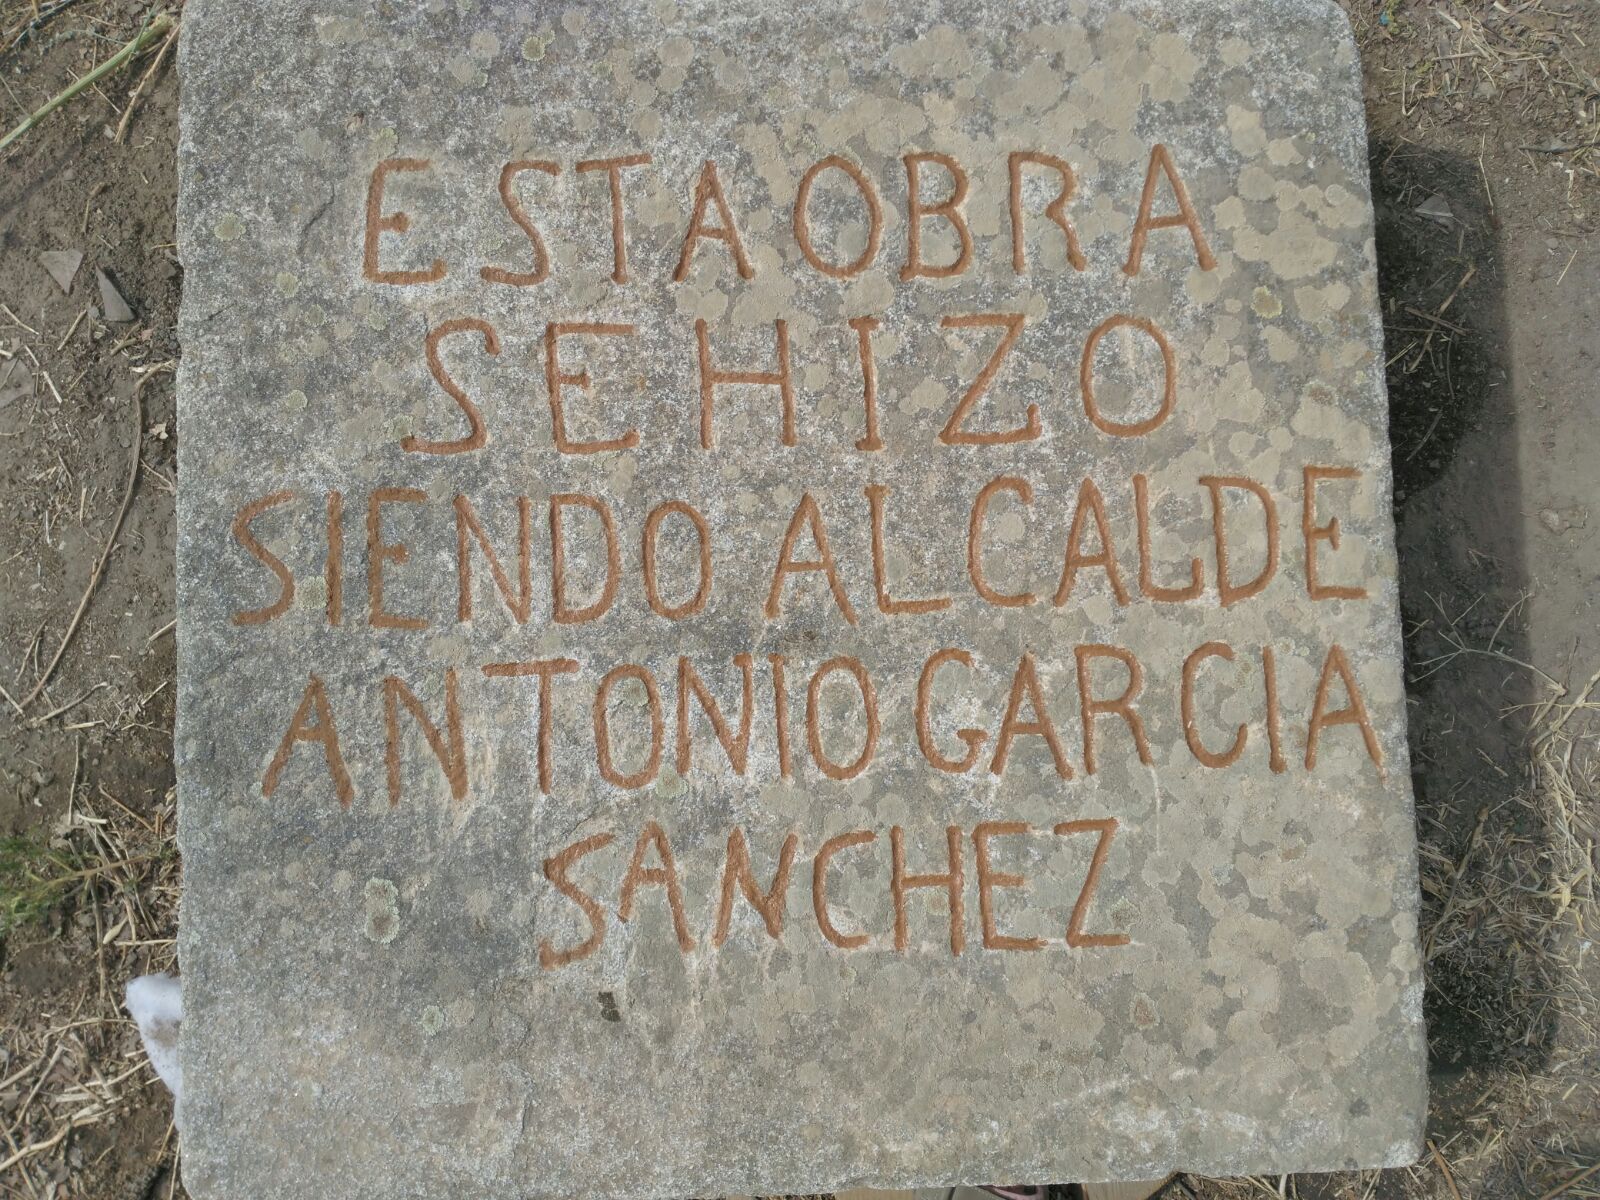 ESTA OBRA
SE HIZO
SIENDO ALCALDE
ANTONIO GARCIA
SANCHEZ